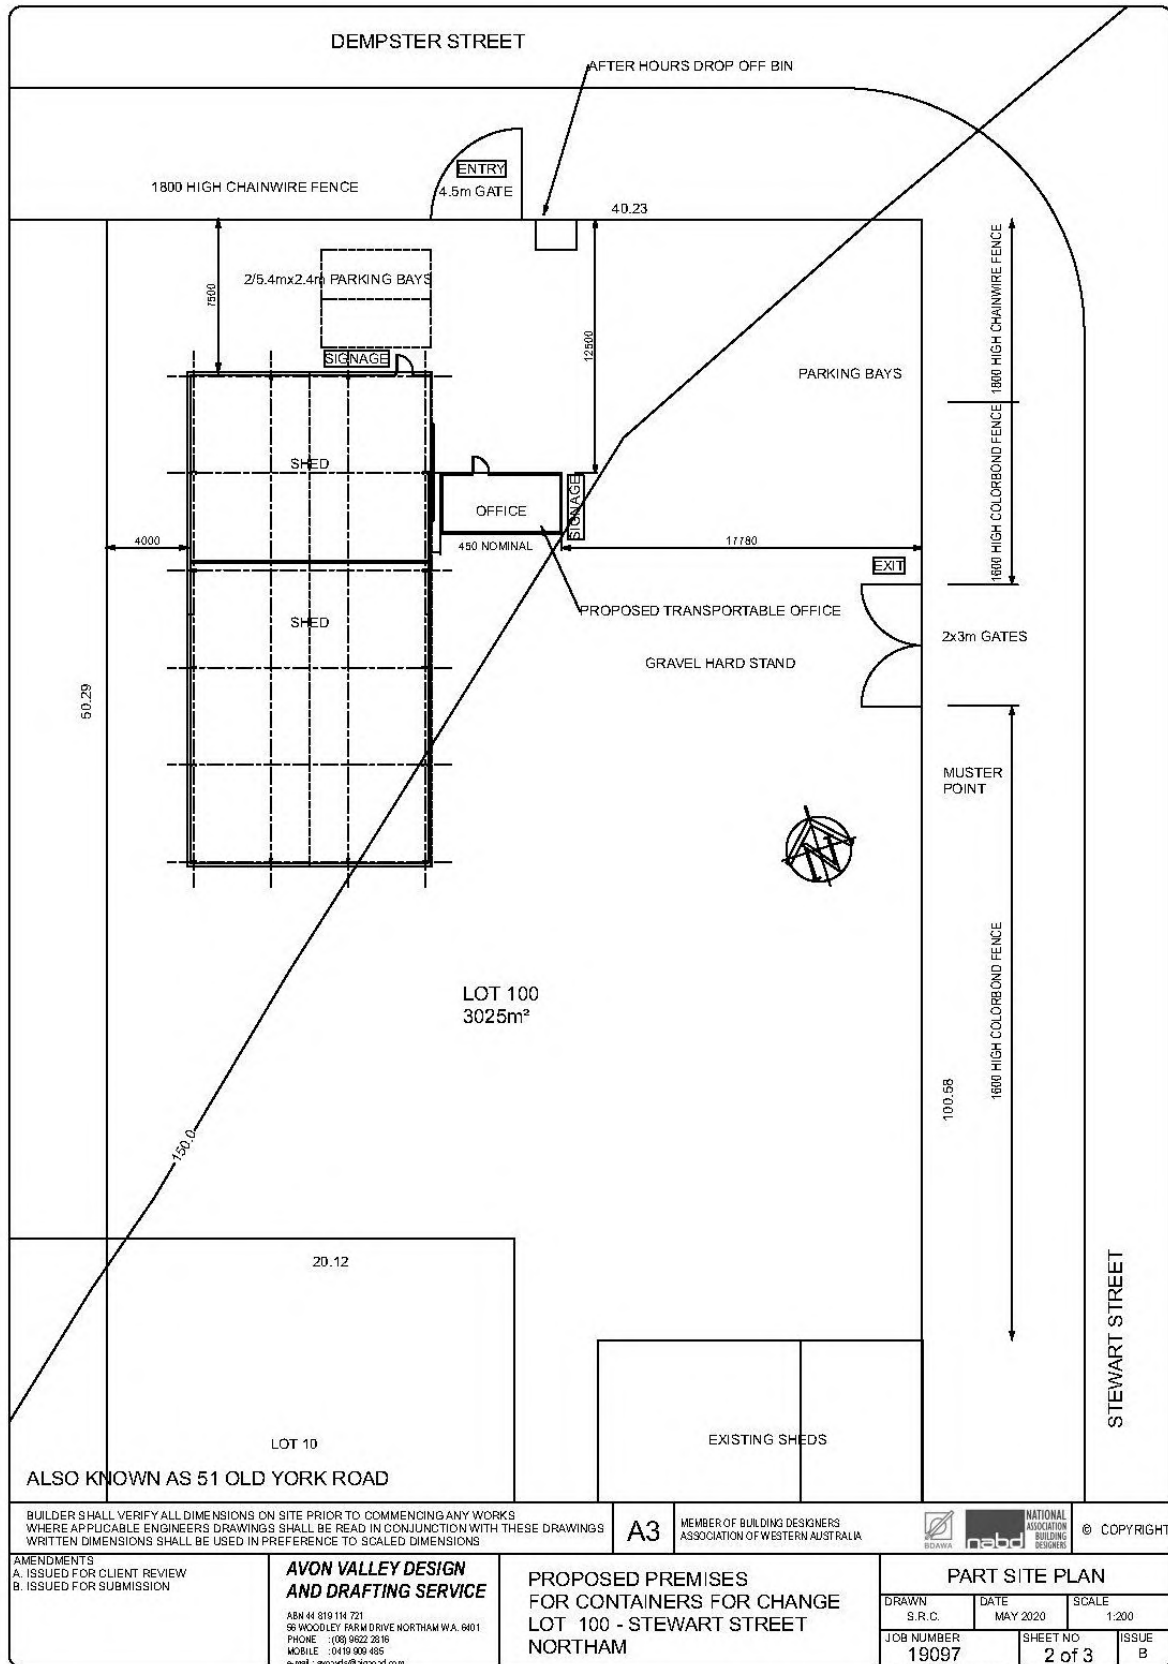 DEMPSTER STREET
AFTER HOURS DROP OFF BIN
ENTRY
4.5m GATE
1800 HIGH CHAINWIRE FENCE
40.23
7500
2/5.4mx2.4m PARKING BAYS
12500
SIGNAGE
PARKING BAYS
1800 HIGH CHAINWIRE FENCE
1600 HIGH COLORBOND FENCE
SHED
OFFICE
SIGNAGE
4000
450 NOMINAL
17780
EXIT
PROPOSED TRANSPORTABLE OFFICE
SHED
2x3m GATES
GRAVEL HARD STAND
50.29
MUSTER
POINT
N
1600 HIGH COLORBOND FENCE
LOT 100
3025m²
100.58
150.0
20.12
STEWART STREET
LOT 10
EXISTING SHEDS
ALSO KNOWN AS 51 OLD YORK ROAD
BUILDER SHALL VERIFY ALL DIMENSIONS ON SITE PRIOR TO COMMENCING ANY WORKS
WHERE APPLICABLE ENGINEERS DRAWINGS SHALL BE READ IN CONJUNCTION WITH THESE DRAWINGS
WRITTEN DIMENSIONS SHALL BE USED IN PREFERENCE TO SCALED DIMENSIONS
A3
MEMBER OF BUILDING DESIGNERS
ASSOCIATION OF WESTERN AUSTRALIA
BDAWA
nabd
NATIONAL
ASSOCIATION
BUILDING
DESIGNERS
© COPYRIGHT
AMENDMENTS
A. ISSUED FOR CLIENT REVIEW
B. ISSUED FOR SUBMISSION
AVON VALLEY DESIGN
AND DRAFTING SERVICE
ABN 44 819 114 721
56 WOODLEY FARM DRIVE NORTHAM W.A. 6401
PHONE : (08) 9622 2816
MOBILE : 0419 909 485
PROPOSED PREMISES
FOR CONTAINERS FOR CHANGE
LOT 100 - STEWART STREET
NORTHAM
PART SITE PLAN
DRAWN
S.R.C.
DATE
MAY 2020
SCALE
1:200
JOB NUMBER
19097
SHEET NO
2 of 3
ISSUE
B